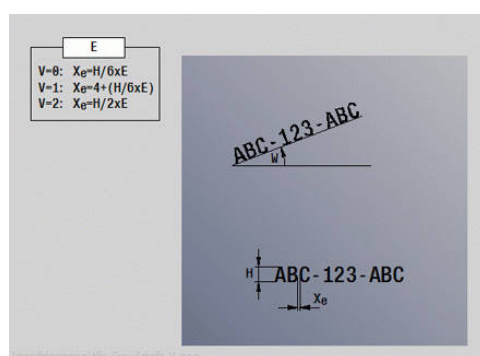 E
V=0: Xe=H/6xE
V=1: Xe=4+(H/6xE)
V=2: Xe=H/2xE
ABC-123-ABC
W
H
ABC-123-ABC
Xe